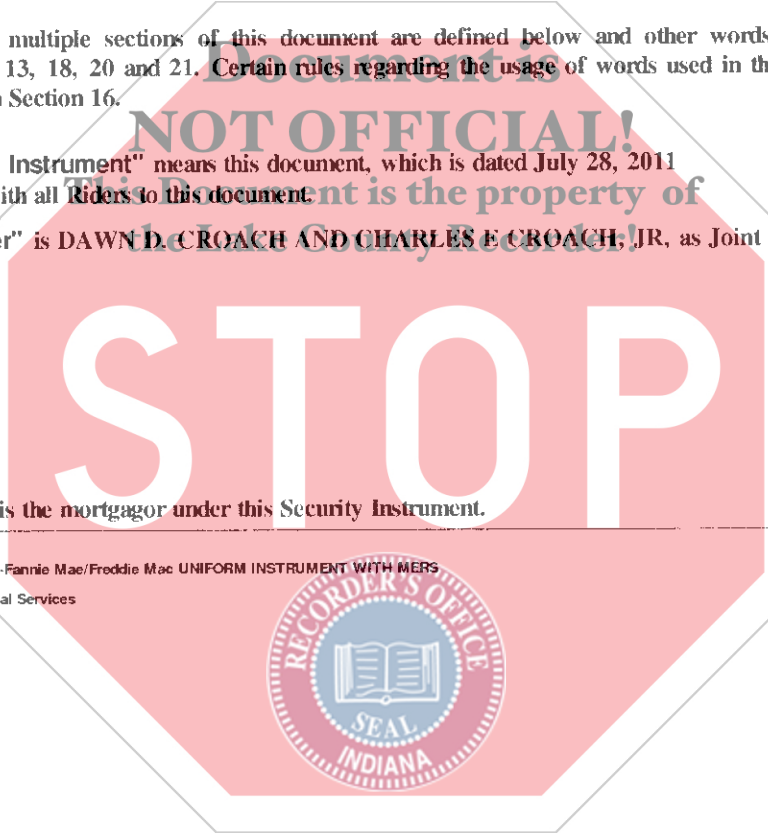 multiple sections of this document are defined below and other words
13, 18, 20 and 21. Certain rules regarding the usage of words used in th
Section 16.
Document is
NOT OFFICIAL!
This Document is the property of
the Lake County Recorder!
Instrument" means this document, which is dated July 28, 2011
ith all Riders to this document.
er" is DAWN D. CROACH AND CHARLES E CROACH, JR, as Joint
STOP
is the mortgagor under this Security Instrument.
-Fannie Mae/Freddie Mac UNIFORM INSTRUMENT WITH MERS
al Services
RECORDER'S OFFICE
SEAL
INDIANA